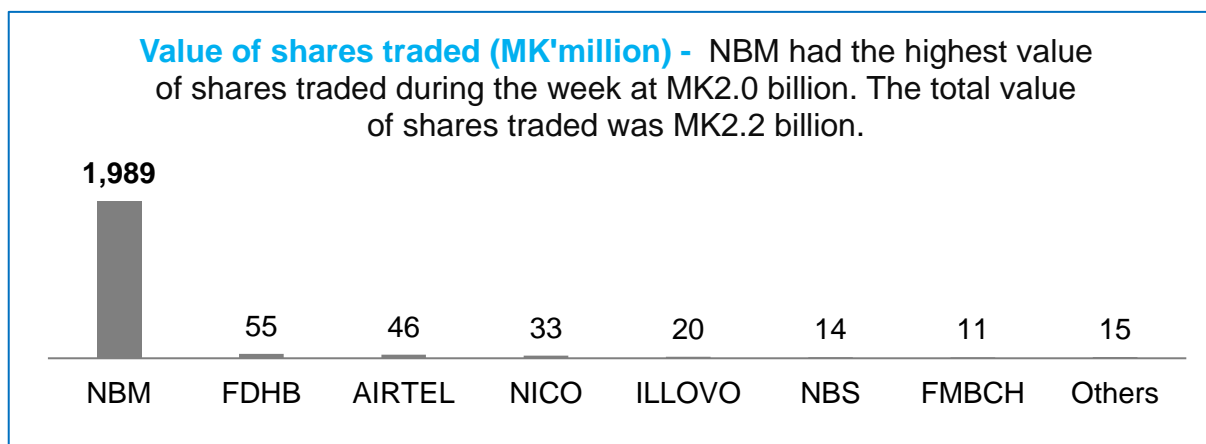 Value of shares traded (MK'million) - NBM had the highest value
of shares traded during the week at MK2.0 billion. The total value
of shares traded was MK2.2 billion.
1,989
55 46 33 20 14 11 15
NBM FDHB AIRTEL NICO ILLOVO NBS FMBCH Others